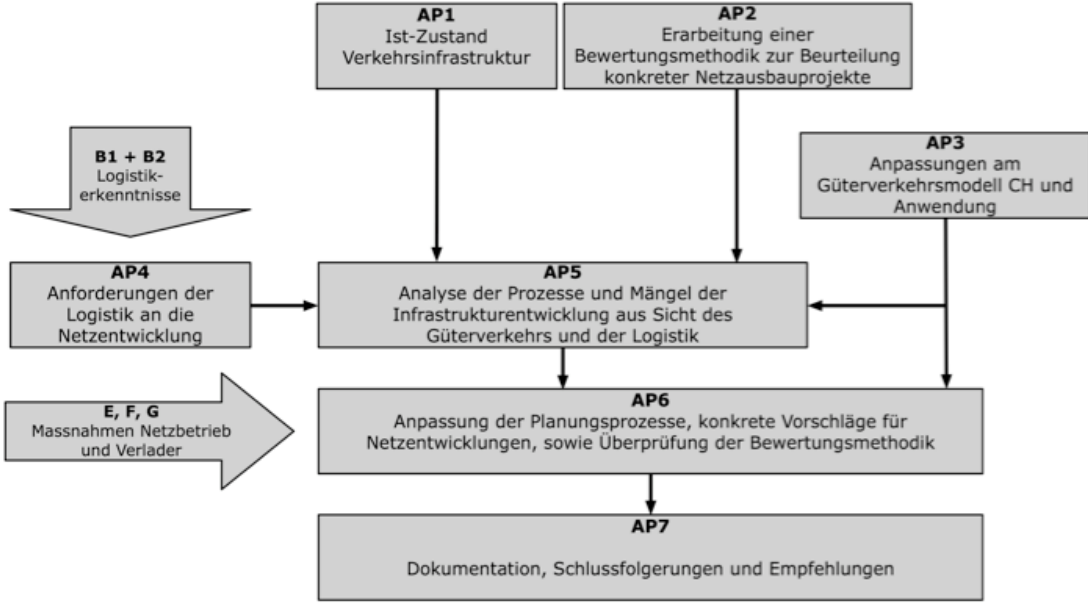 AP1
Ist-Zustand
Verkehrsinfrastruktur
AP2
Erarbeitung einer
Bewertungsmethodik zur Beurteilung
konkreter Netzausbauprojekte
B1 + B2
Logistik-
erkenntnisse
AP3
Anpassungen am
Güterverkehrsmodell CH und
Anwendung
AP4
Anforderungen der
Logistik an die
Netzentwicklung
AP5
Analyse der Prozesse und Mängel der
Infrastrukturentwicklung aus Sicht des
Güterverkehrs und der Logistik
E, F, G
Massnahmen Netzbetrieb
und Verlader
AP6
Anpassung der Planungsprozesse, konkrete Vorschläge für
Netzentwicklungen, sowie Überprüfung der Bewertungsmethodik
AP7
Dokumentation, Schlussfolgerungen und Empfehlungen